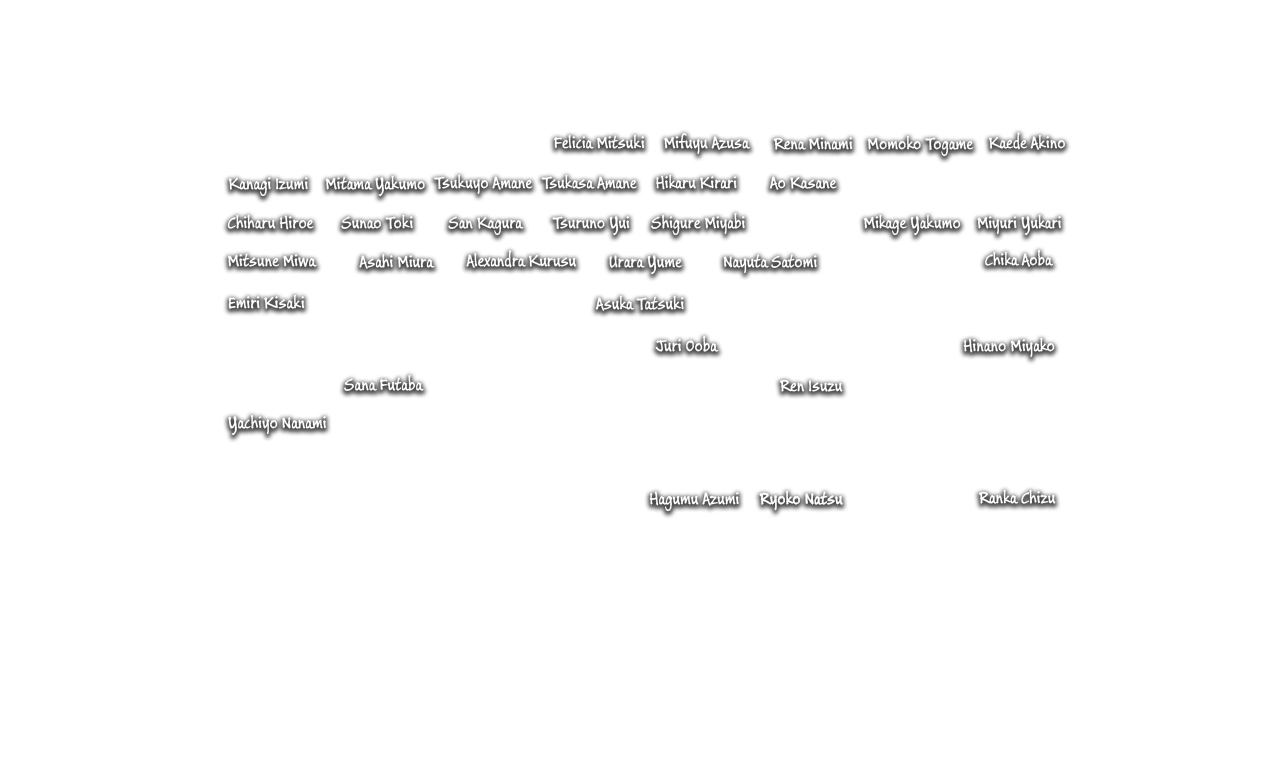 Felicia Mitsuki Mifuyu Azusa Rena Minami Momoko Togame Kaede Akino
Kanagi Izumi Mitama Yakumo Tsukuyo Amane Tsukasa Amane Hikaru Kirari Ao Kasane
Chiharu Hiroe Sunao Toki San Kagura Tsuruno Yui Shigure Miyabi Mikage Yakumo Miyuri Yukari
Mitsune Miwa Asahi Miura Alexandra Kurusu Urara Yume Nayuta Satomi Chika Aoba
Emiri Kisaki Asuka Tatsuki
Juri Ooba Hinano Miyako
Sana Futaba Ren Isuzu
Yachiyo Nanami
Hagumu Azumi Ryoko Natsu Ranka Chizu